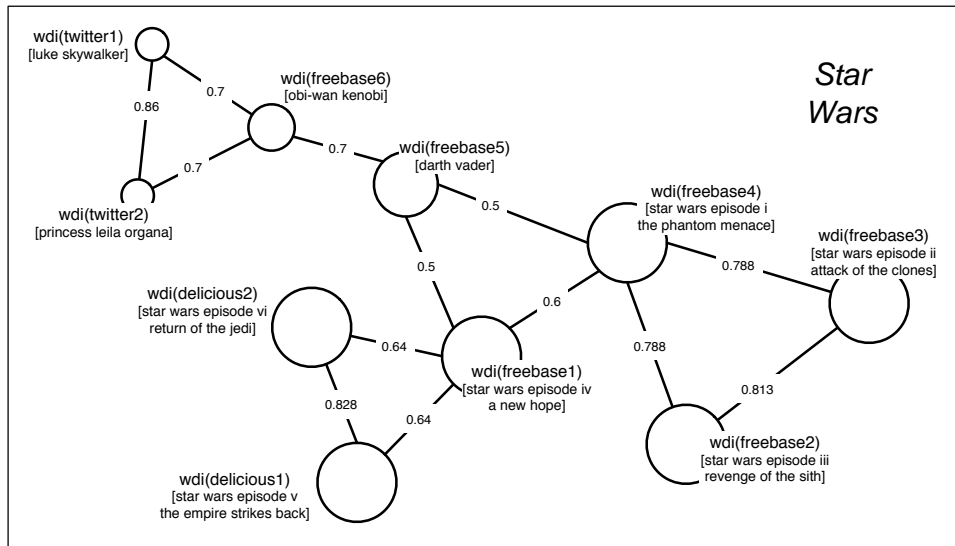 wdi(twitter1)
[luke skywalker]
Star
Wars
wdi(freebase6)
[obi-wan kenobi]
0.7
0.86
0.7
0.7
wdi(freebase5)
[darth vader]
wdi(twitter2)
[princess leila organa]
0.5
wdi(freebase4)
[star wars episode i
the phantom menace]
wdi(freebase3)
[star wars episode ii
attack of the clones]
0.788
0.5
wdi(delicious2)
[star wars episode vi
return of the jedi]
0.6
0.64
0.788
wdi(freebase1)
[star wars episode iv
a new hope]
0.813
0.828
0.64
wdi(freebase2)
[star wars episode iii
revenge of the sith]
wdi(delicious1)
[star wars episode v
the empire strikes back]